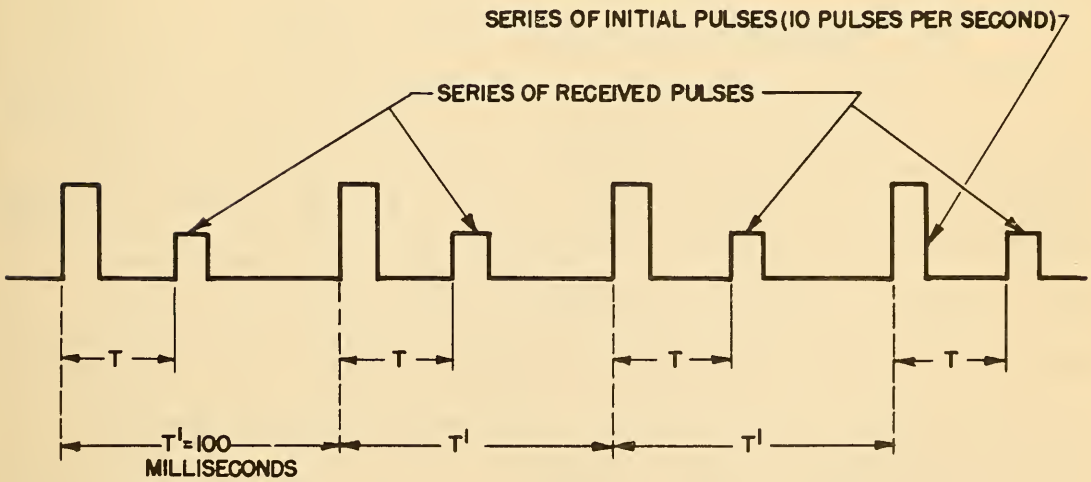 SERIES OF INITIAL PULSES (10 PULSES PER SECOND)
SERIES OF RECEIVED PULSES
T T T T
T'=100 T' T'
MILLISECONDS